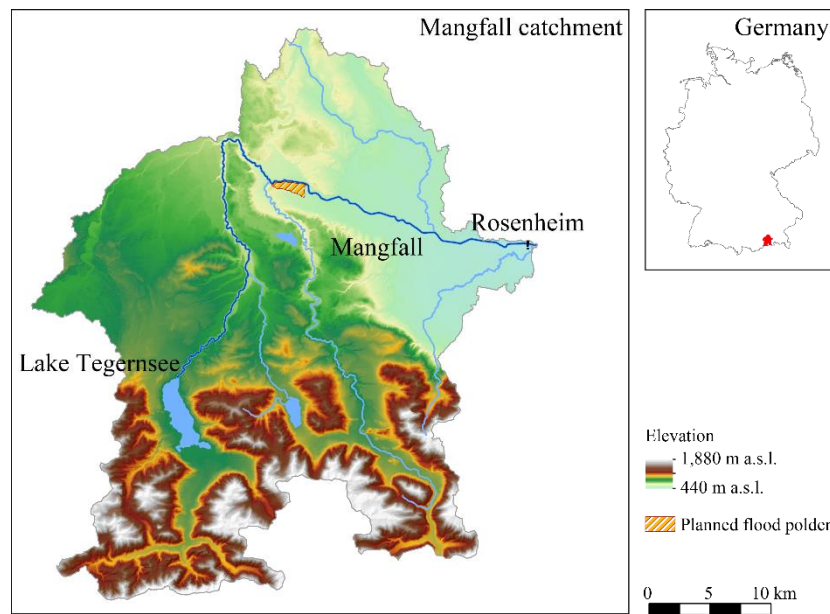 Mangfall catchment
Germany
Rosenheim
Mangfall
Lake Tegernsee
Elevation
1,880 m a.s.l.
440 m a.s.l.
Planned flood polder
0 5 10 km